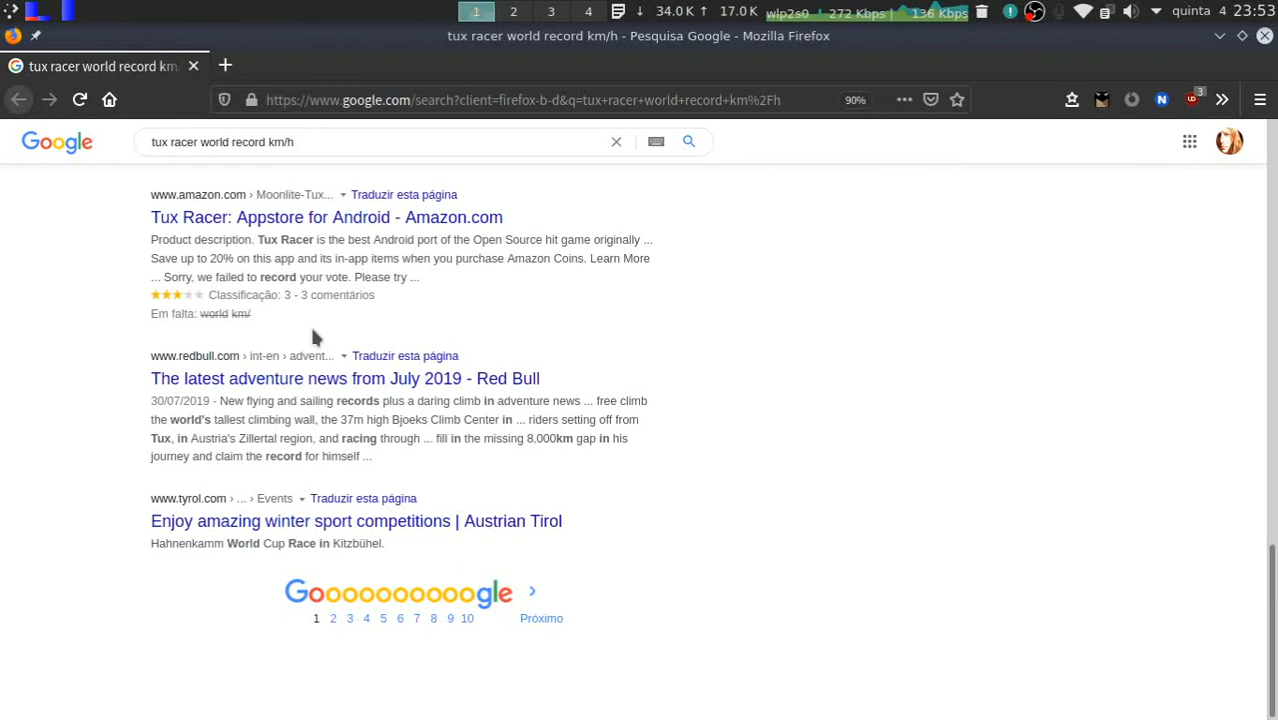 1 2 3 4 34.0K 17.0K wlp2s0 272 Kbps 136 Kbps quinta 4 23:53
tux racer world record km/h - Pesquisa Google - Mozilla Firefox
tux racer world record km
https://www.google.com/search?client=firefox-b-d&q=tux+racer+world+record+km%2Fh 90% 3
Google tux racer world record km/h
www.amazon.com › Moonlite-Tux... Traduzir esta página
Tux Racer: Appstore for Android - Amazon.com
Product description. Tux Racer is the best Android port of the Open Source hit game originally ...
Save up to 20% on this app and its in-app items when you purchase Amazon Coins. Learn More
... Sorry, we failed to record your vote. Please try ...
Classificação: 3 - 3 comentários
Em falta: world km/
www.redbull.com › int-en › advent... Traduzir esta página
The latest adventure news from July 2019 - Red Bull
30/07/2019 - New flying and sailing records plus a daring climb in adventure news ... free climb
the world's tallest climbing wall, the 37m high Bjoeks Climb Center in ... riders setting off from
Tux, in Austria's Zillertal region, and racing through ... fill in the missing 8,000km gap in his
journey and claim the record for himself ...
www.tyrol.com › ... › Events Traduzir esta página
Enjoy amazing winter sport competitions | Austrian Tirol
Hahnenkamm World Cup Race in Kitzbühel.
Goooooooooogle
1 2 3 4 5 6 7 8 9 10 Próximo